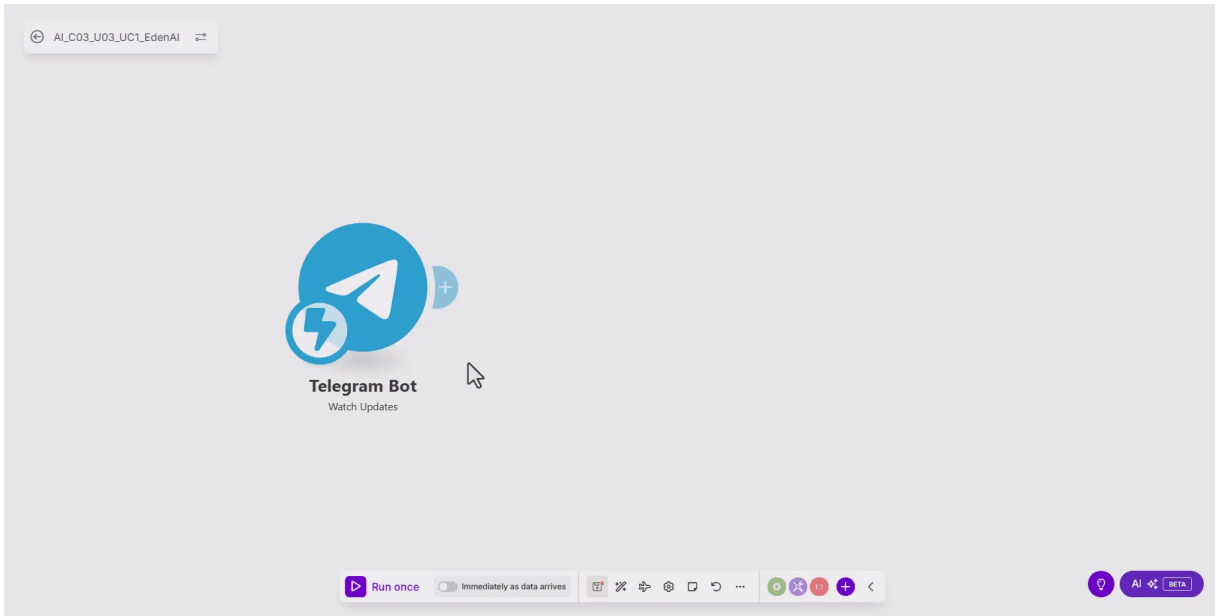 AI_C03_U03_UC1_EdenAI
Telegram Bot
Watch Updates
Run once
Immediately as data arrives
AI
BETA